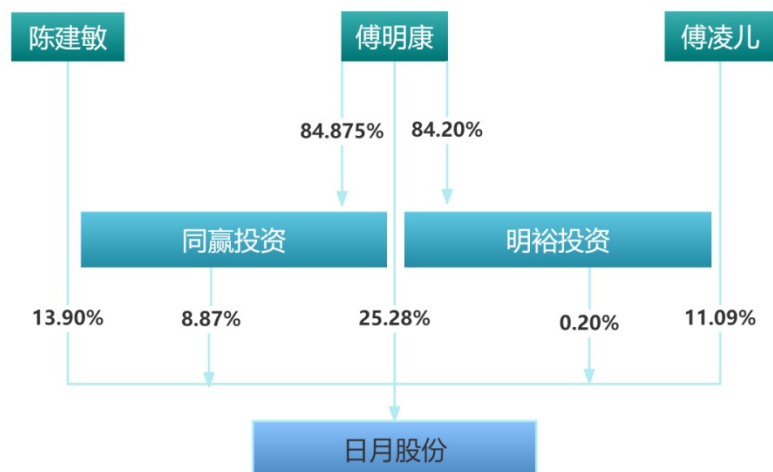 陈建敏
傅明康
傅凌儿
84.875%
84.20%
同赢投资
明裕投资
13.90%
8.87%
25.28%
0.20%
11.09%
日月股份